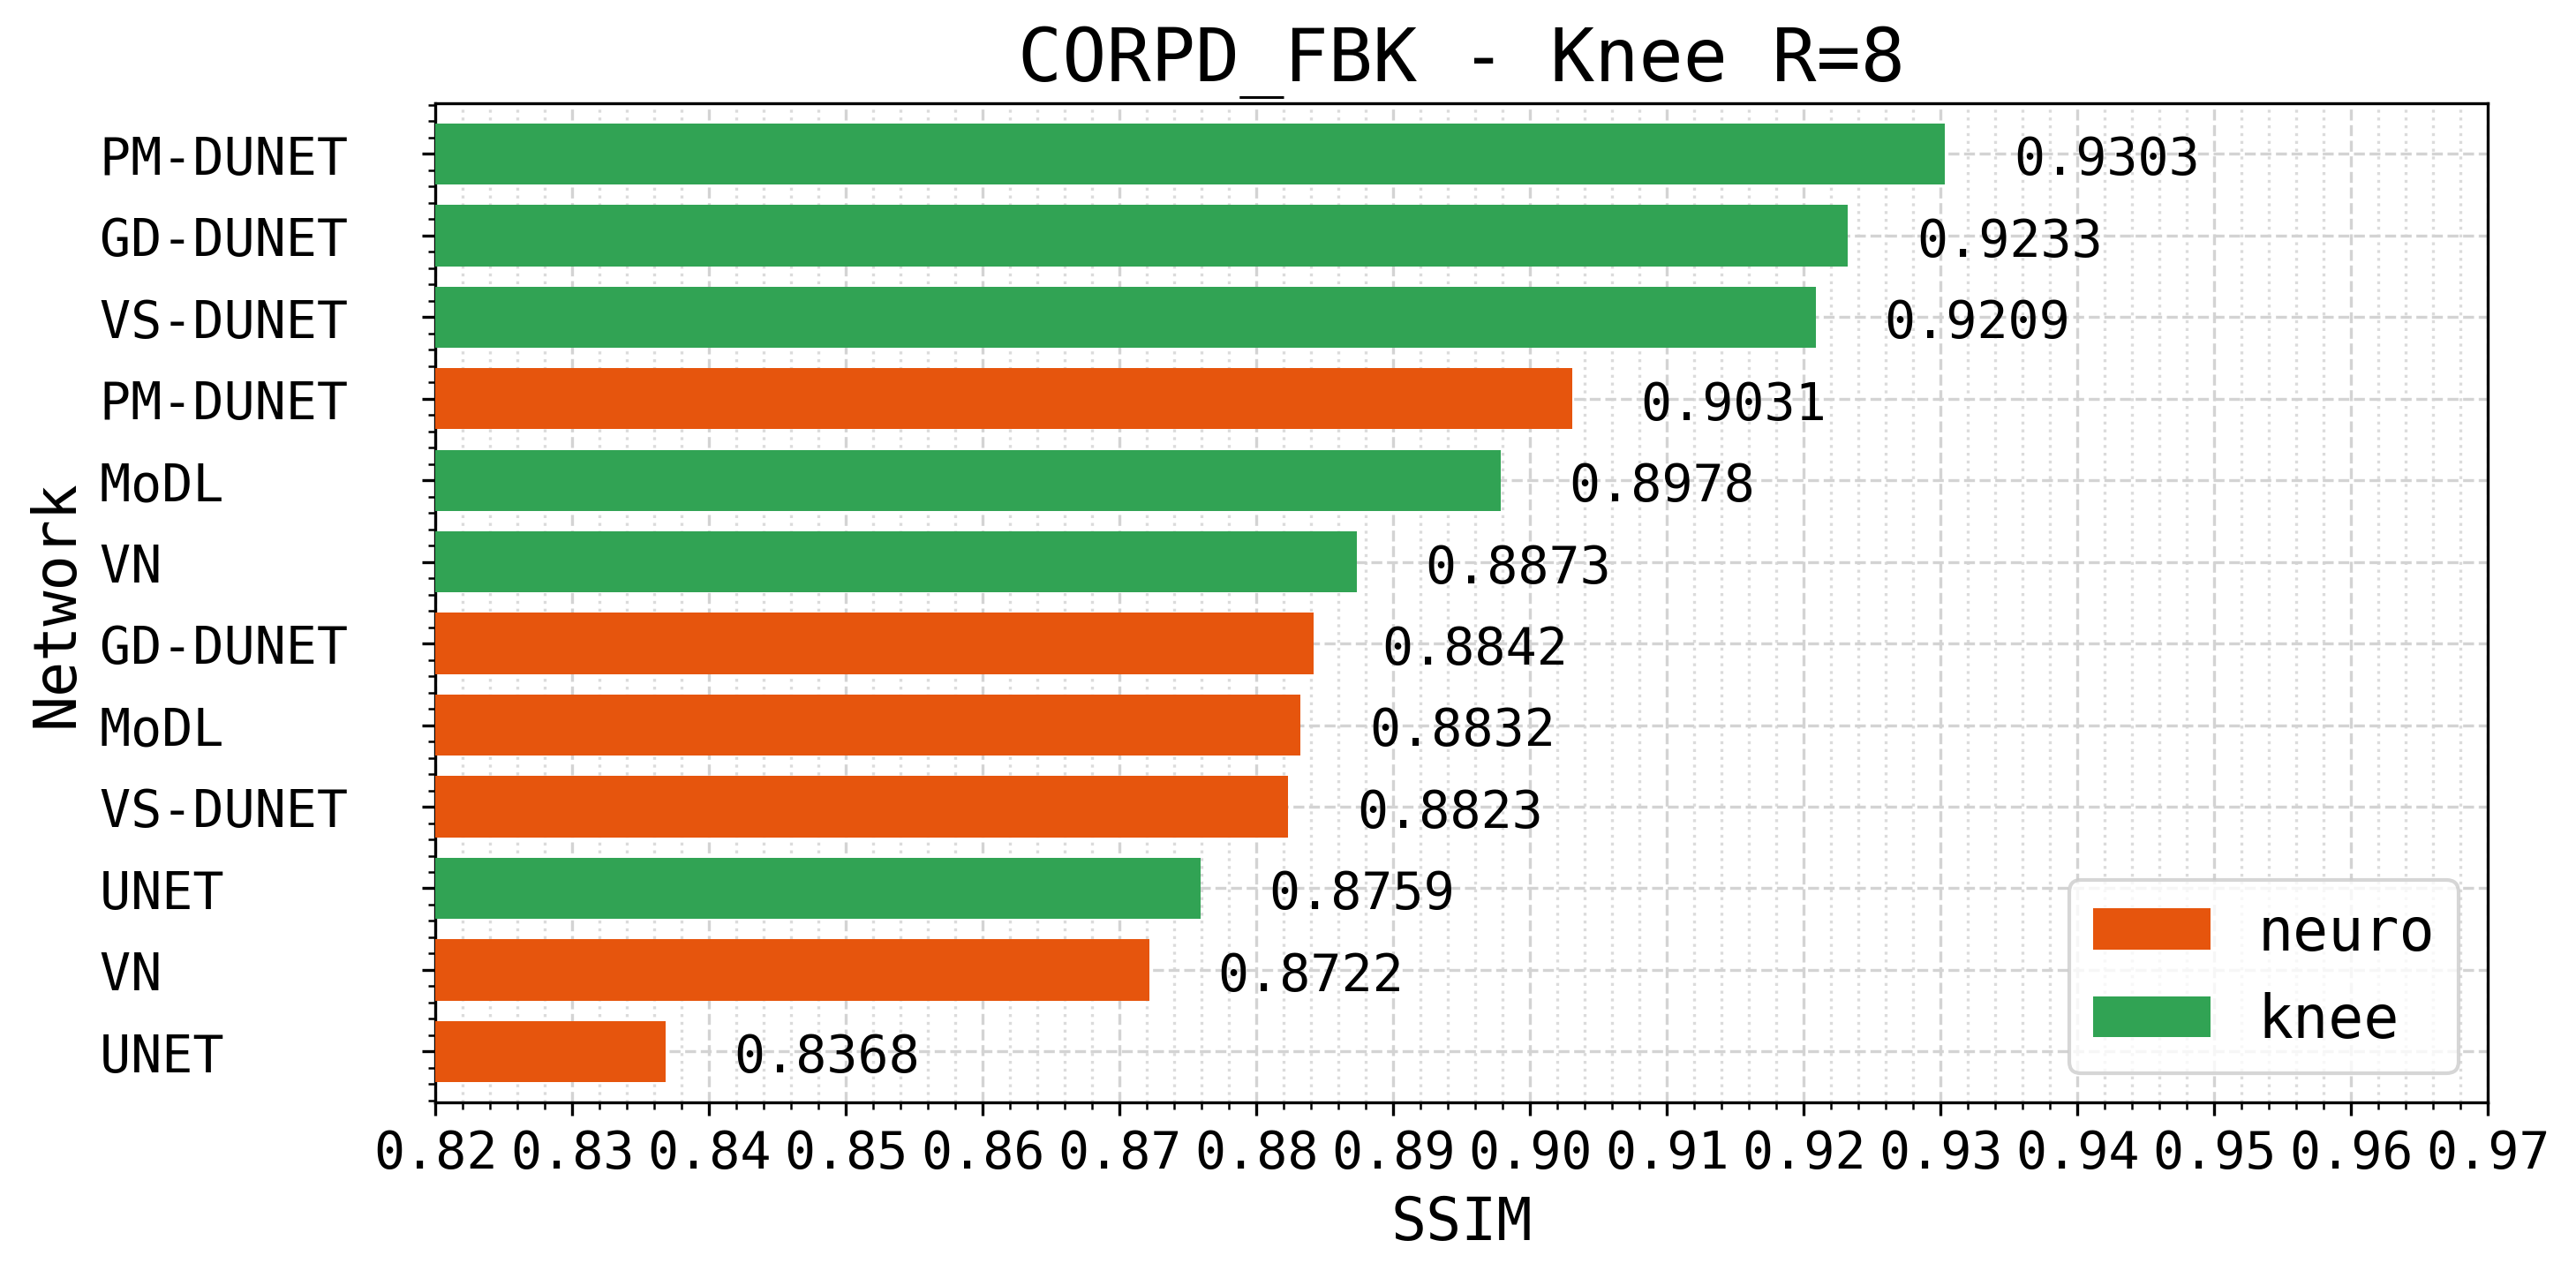 CORPD_FBK - Knee R=8
PM-DUNET 0.9303
GD-DUNET 0.9233
VS-DUNET 0.9209
PM-DUNET 0.9031
MoDL 0.8978
VN 0.8873
GD-DUNET 0.8842
MoDL 0.8832
VS-DUNET 0.8823
UNET 0.8759
VN 0.8722
UNET 0.8368
Network
neuro
knee
0.82 0.83 0.84 0.85 0.86 0.87 0.88 0.89 0.90 0.91 0.92 0.93 0.94 0.95 0.96 0.97
SSIM